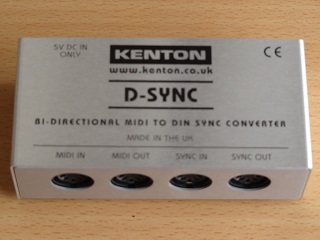 5V DC IN
ONLY
KENTON
www.kenton.co.uk
CE
D-SYNC
BI-DIRECTIONAL MIDI TO DIN SYNC CONVERTER
MADE IN THE UK
MIDI IN MIDI OUT SYNC IN SYNC OUT